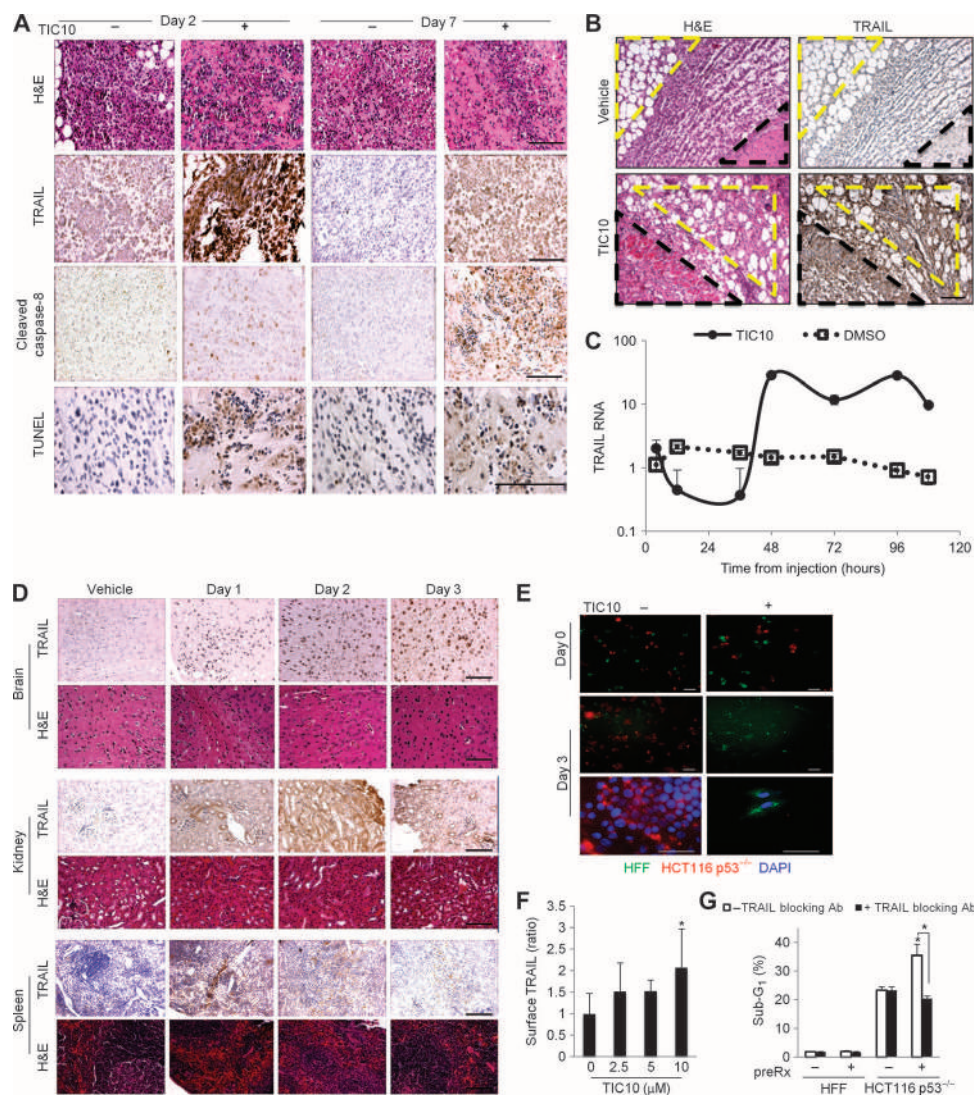 A
Day 2
Day 7
TIC10
–
+
–
+
H&E
TRAIL
Cleaved
caspase-8
TUNEL
B
H&E
TRAIL
Vehicle
TIC10
C
TIC10
DMSO
TRAIL RNA
100
10
1
0.1
0
24
48
72
96
120
Time from injection (hours)
D
Vehicle
Day 1
Day 2
Day 3
Brain
TRAIL
H&E
Kidney
TRAIL
H&E
Spleen
TRAIL
H&E
E
TIC10
–
+
Day 0
Day 3
HFF HCT116 p53–/– DAPI
F
Surface TRAIL (ratio)
3.5
3
2.5
2
1.5
1
0.5
0
*
0
2.5
5
10
TIC10 (μM)
G
–TRAIL blocking Ab
+ TRAIL blocking Ab
Sub-G1 (%)
60
40
20
0
*
*
preRx
–
+
–
+
HFF
HCT116 p53–/–